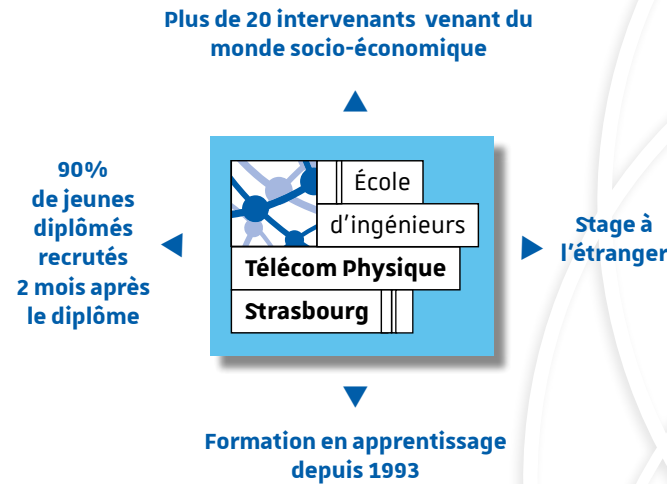 Plus de 20 intervenants venant du
monde socio-économique
90%
de jeunes
diplômés
recrutés
2 mois après
le diplôme
École
d'ingénieurs
Télécom Physique
Strasbourg
Stage à
l'étranger
Formation en apprentissage
depuis 1993